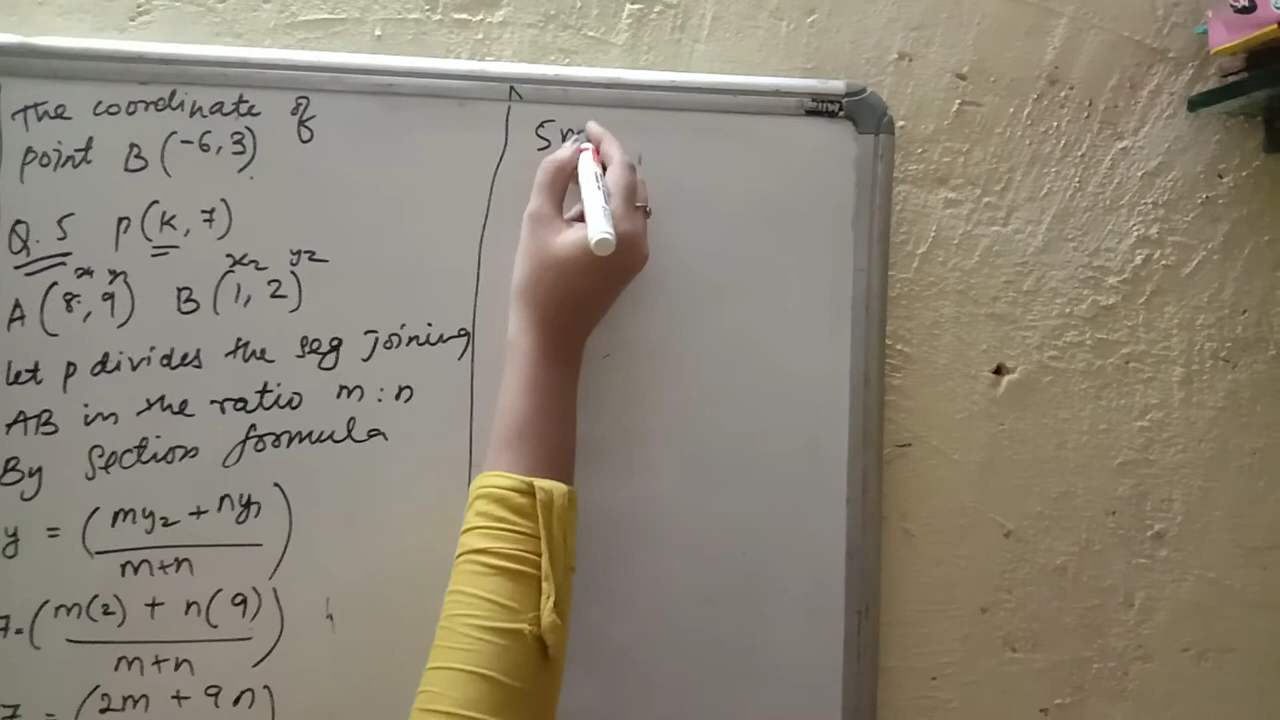 The coordinate of
point B (-6, 3)
Q. 5 P(k, 7)
x1 y1 x2 y2
A (8, 9) B (1, 2)
let p divides the seg joining
AB in the ratio m : n
By section formula
y = (my2 + ny1 / m+n)
7 = (m(2) + n(9) / m+n)
7 = (2m + 9n)
5m